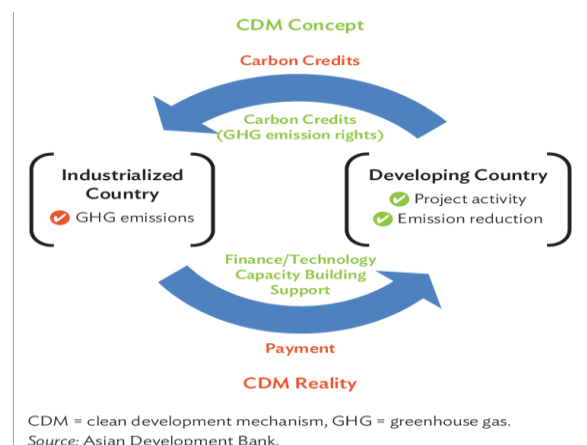 CDM Concept
Carbon Credits
Carbon Credits
(GHG emission rights)
Industrialized
Country
GHG emissions
Developing Country
Project activity
Emission reduction
Finance/Technology
Capacity Building
Support
Payment
CDM Reality
CDM = clean development mechanism, GHG = greenhouse gas.
Source: Asian Development Bank.